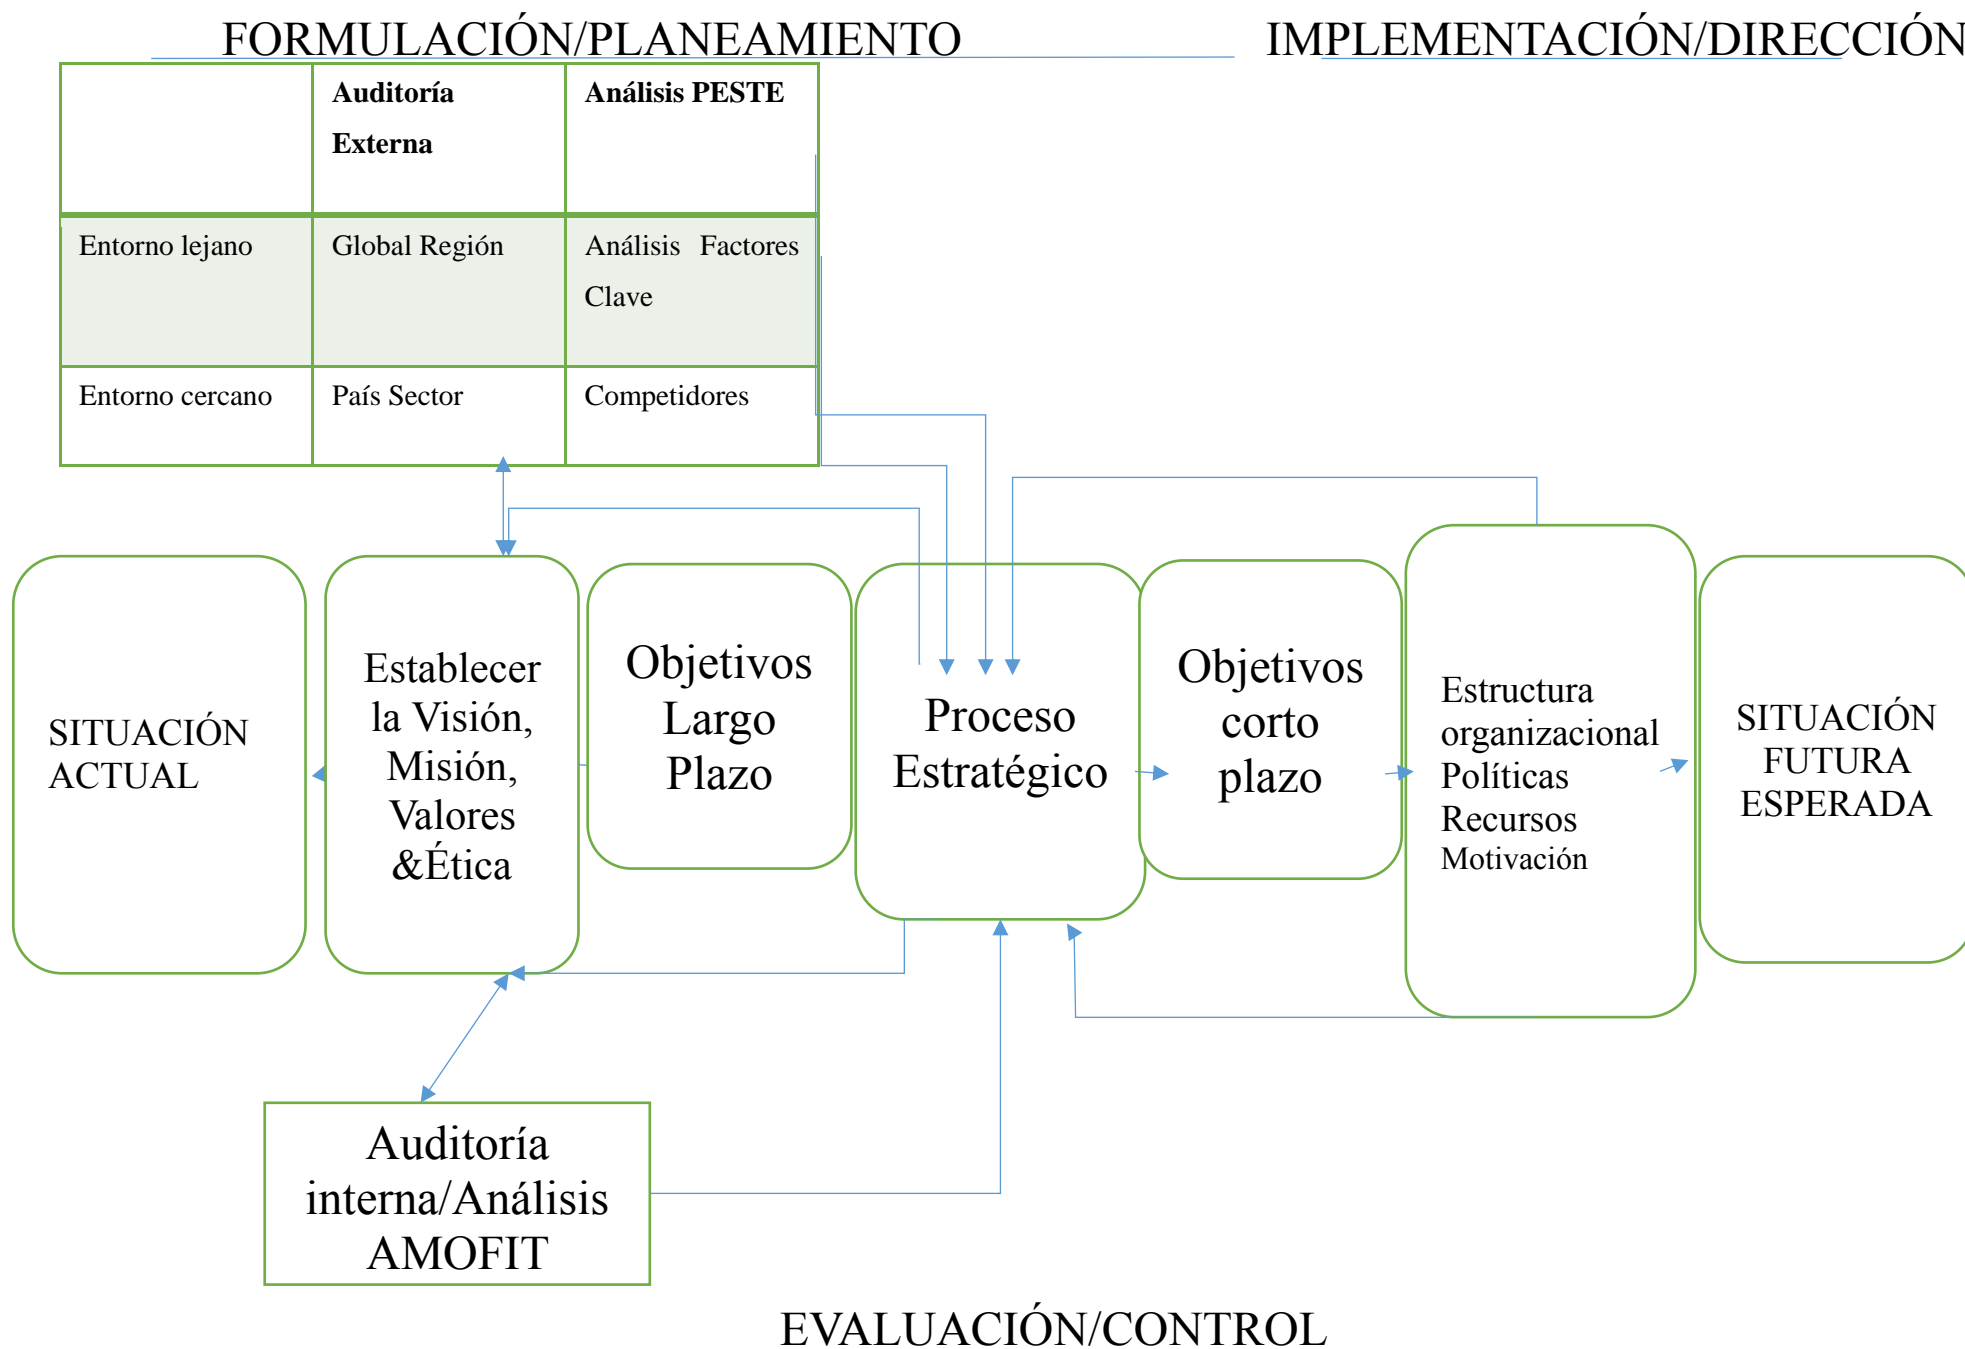 FORMULACIÓN/PLANEAMIENTO
IMPLEMENTACIÓN/DIRECCIÓN
Auditoría
Externa
Análisis PESTE
Entorno lejano
Global Región
Análisis Factores
Clave
Entorno cercano
País Sector
Competidores
SITUACIÓN
ACTUAL
Establecer
la Visión,
Misión,
Valores
&Ética
Objetivos
Largo
Plazo
Proceso
Estratégico
Objetivos
corto
plazo
Estructura
organizacional
Políticas
Recursos
Motivación
SITUACIÓN
FUTURA
ESPERADA
Auditoría
interna/Análisis
AMOFIT
EVALUACIÓN/CONTROL